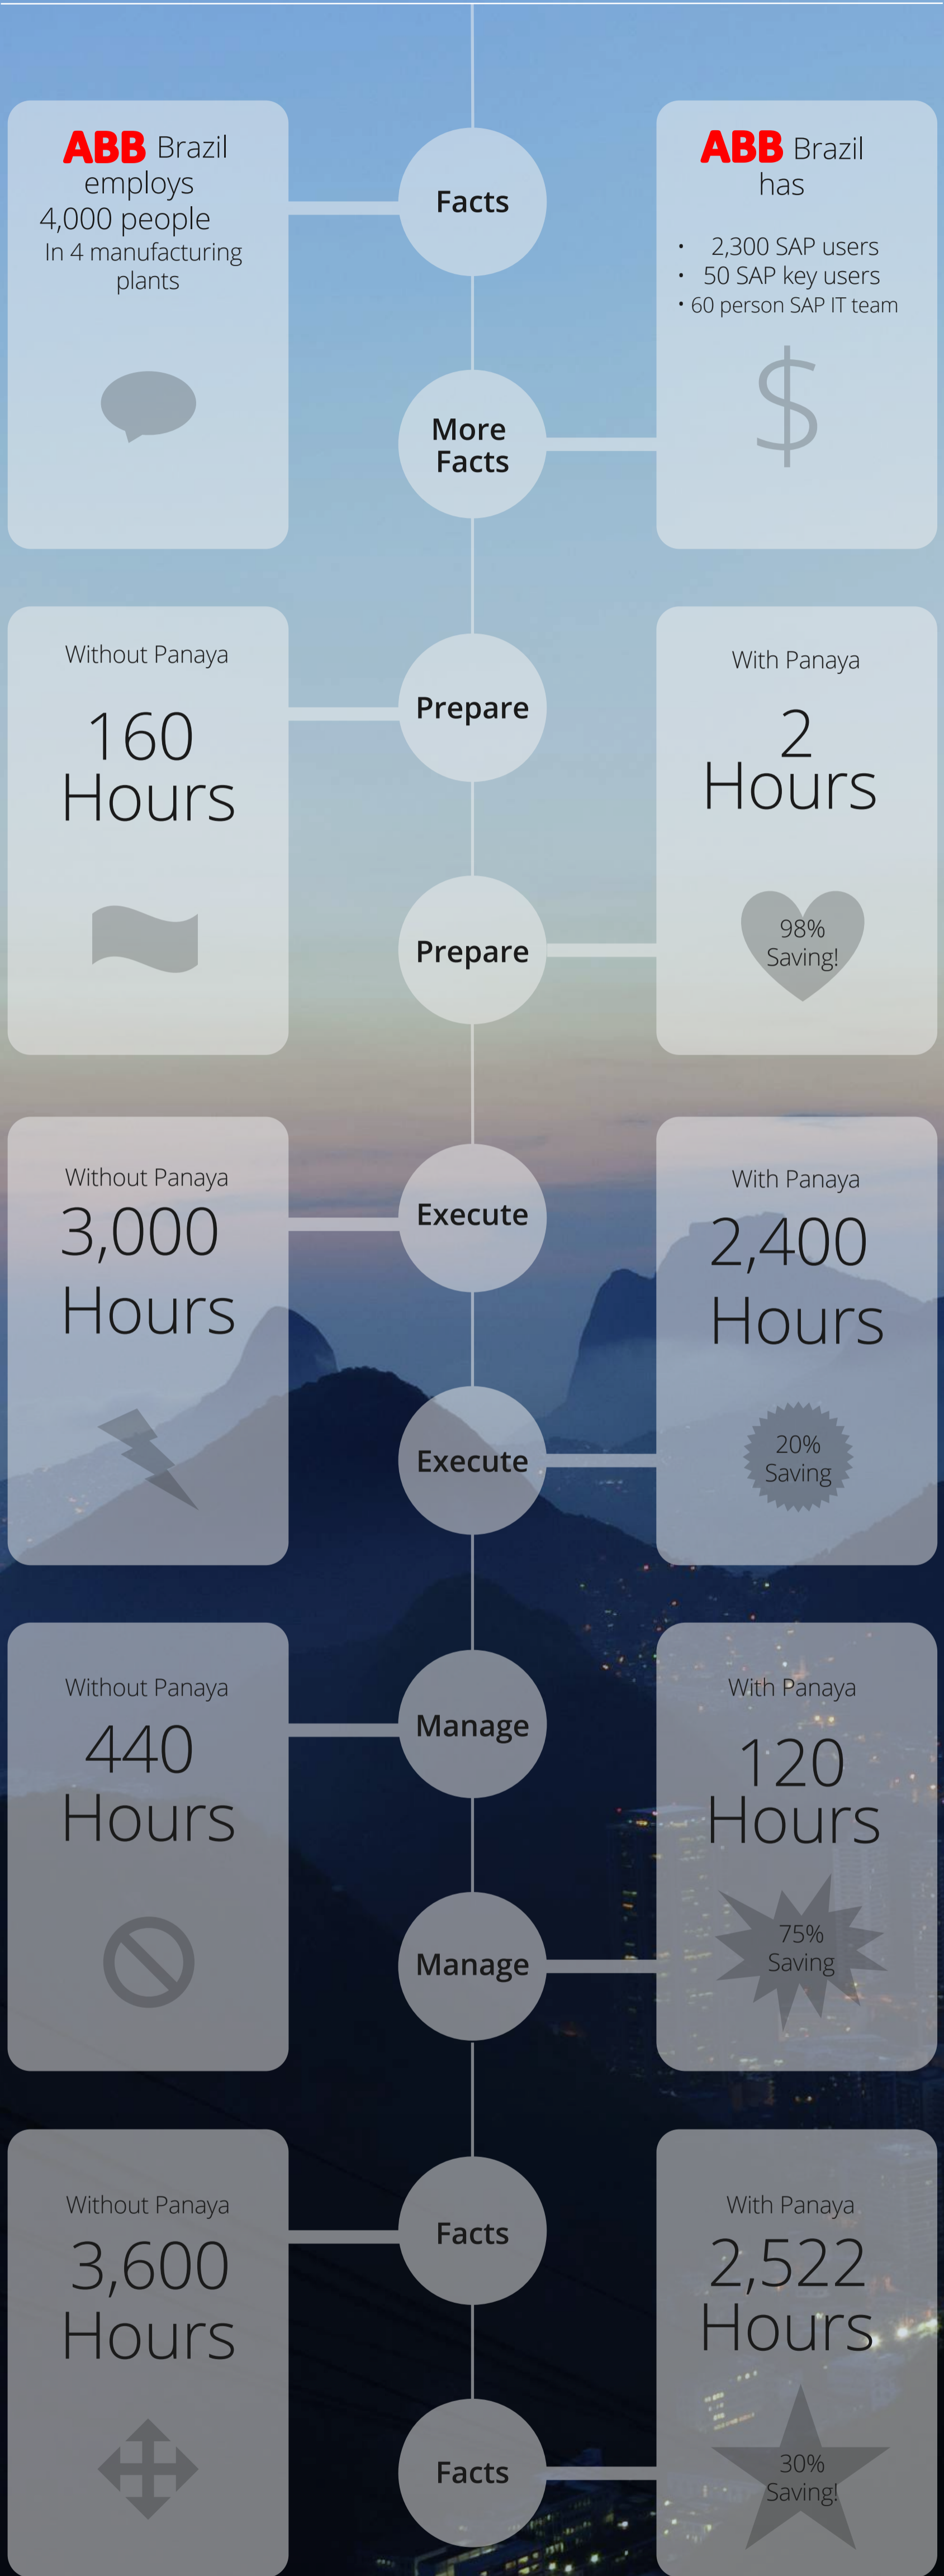 ABB Brazil
employs
4,000 people
In 4 manufacturing
plants
Facts
ABB Brazil
has
• 2,300 SAP users
• 50 SAP key users
• 60 person SAP IT team
$
More
Facts
Without Panaya
160
Hours
Prepare
With Panaya
2
Hours
Prepare
98%
Saving!
Without Panaya
3,000
Hours
Execute
With Panaya
2,400
Hours
Execute
20%
Saving
Without Panaya
440
Hours
Manage
With Panaya
120
Hours
Manage
75%
Saving
Without Panaya
3,600
Hours
Facts
With Panaya
2,522
Hours
Facts
30%
Saving!